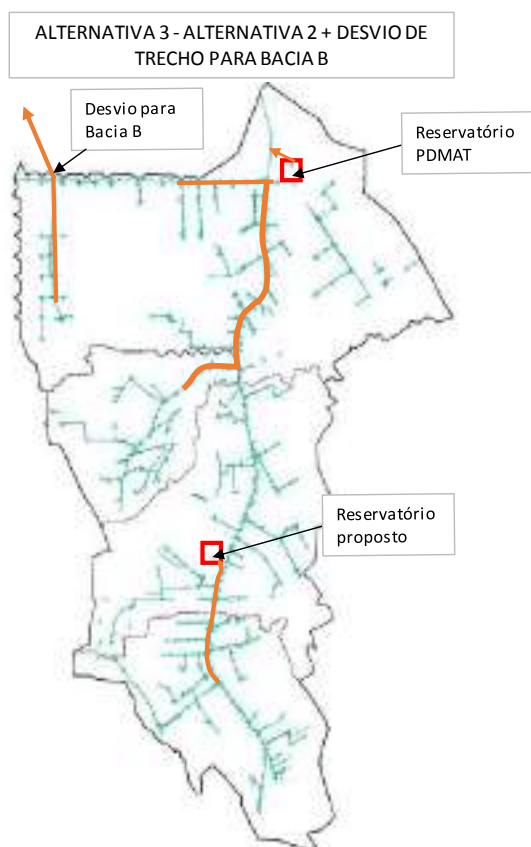 ALTERNATIVA 3 - ALTERNATIVA 2 + DESVIO DE
TRECHO PARA BACIA B
Desvio para
Bacia B
Reservatório
PDMAT
Reservatório
proposto